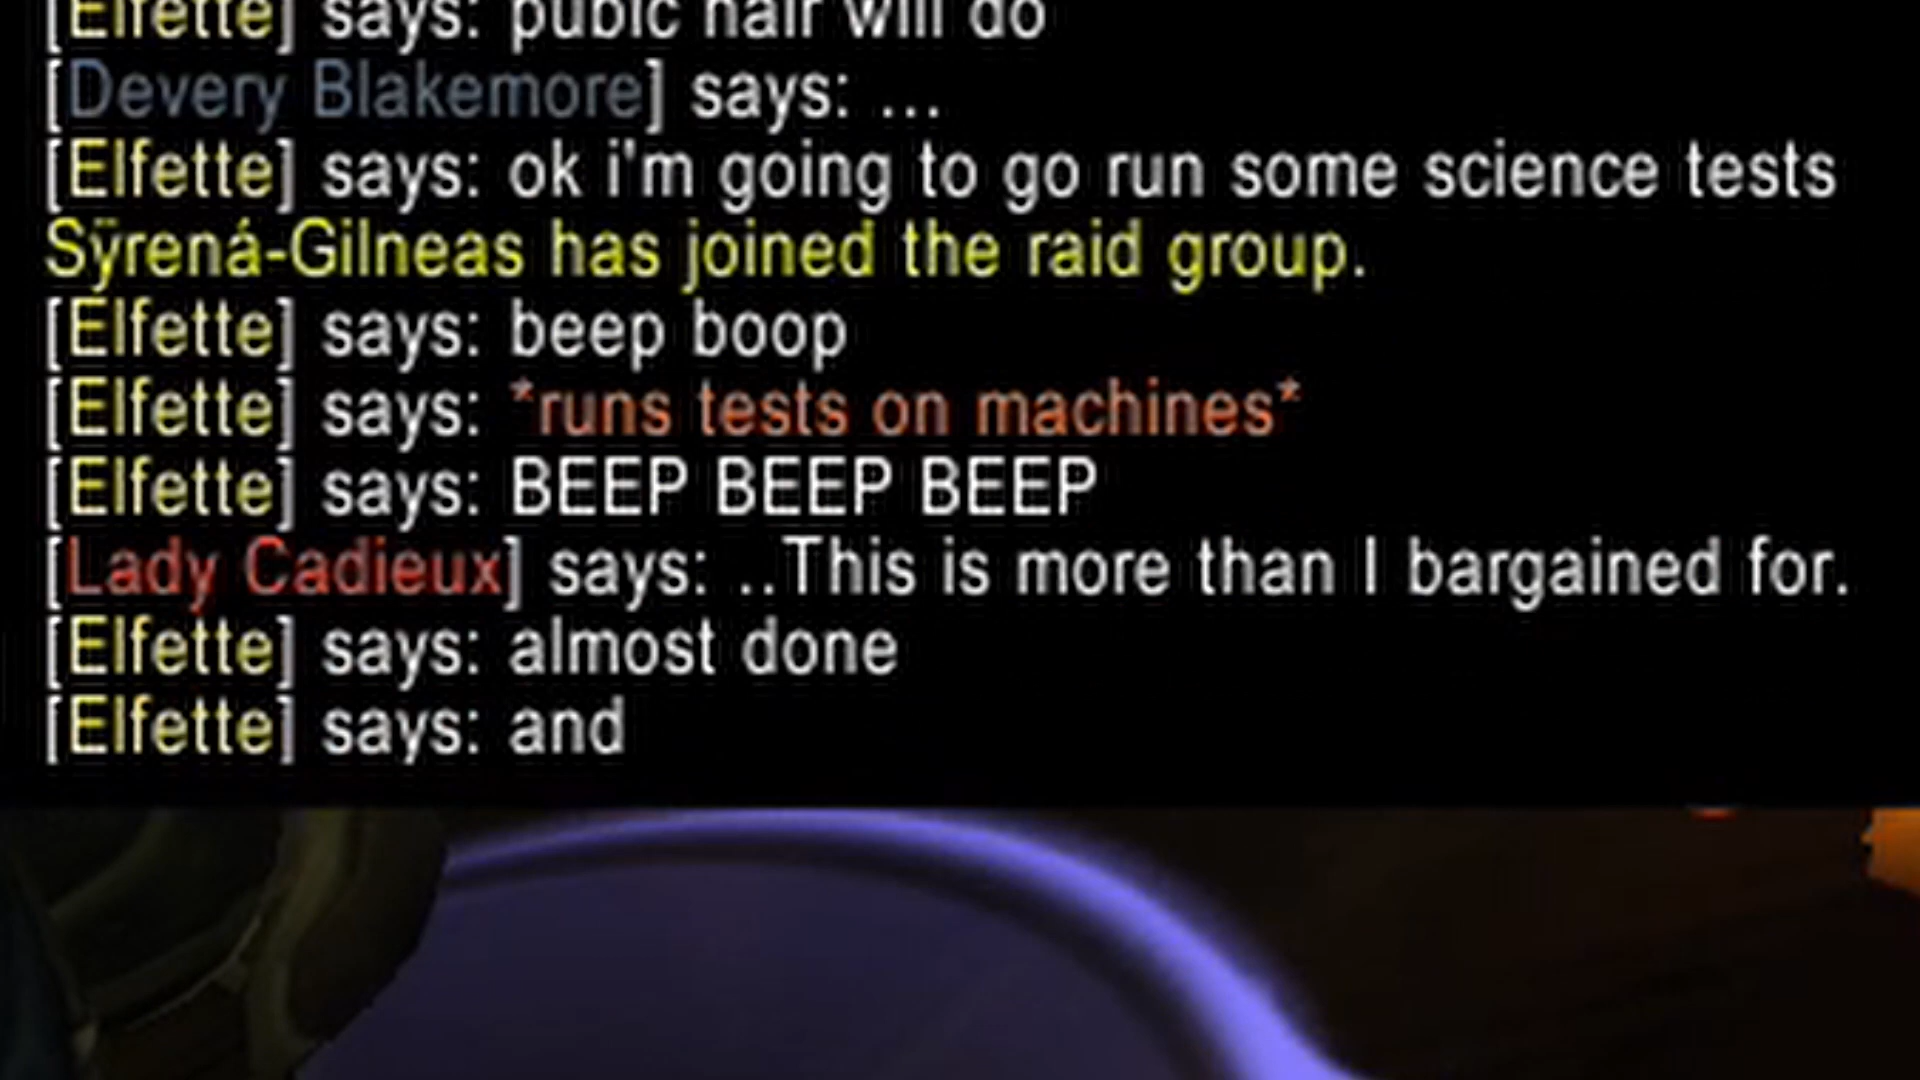 [Elfette] says: pubic hair will do
[Devery Blakemore] says: ...
[Elfette] says: ok i'm going to go run some science tests
Sÿrená-Gilneas has joined the raid group.
[Elfette] says: beep boop
[Elfette] says: *runs tests on machines*
[Elfette] says: BEEP BEEP BEEP
[Lady Cadieux] says: ..This is more than I bargained for.
[Elfette] says: almost done
[Elfette] says: and